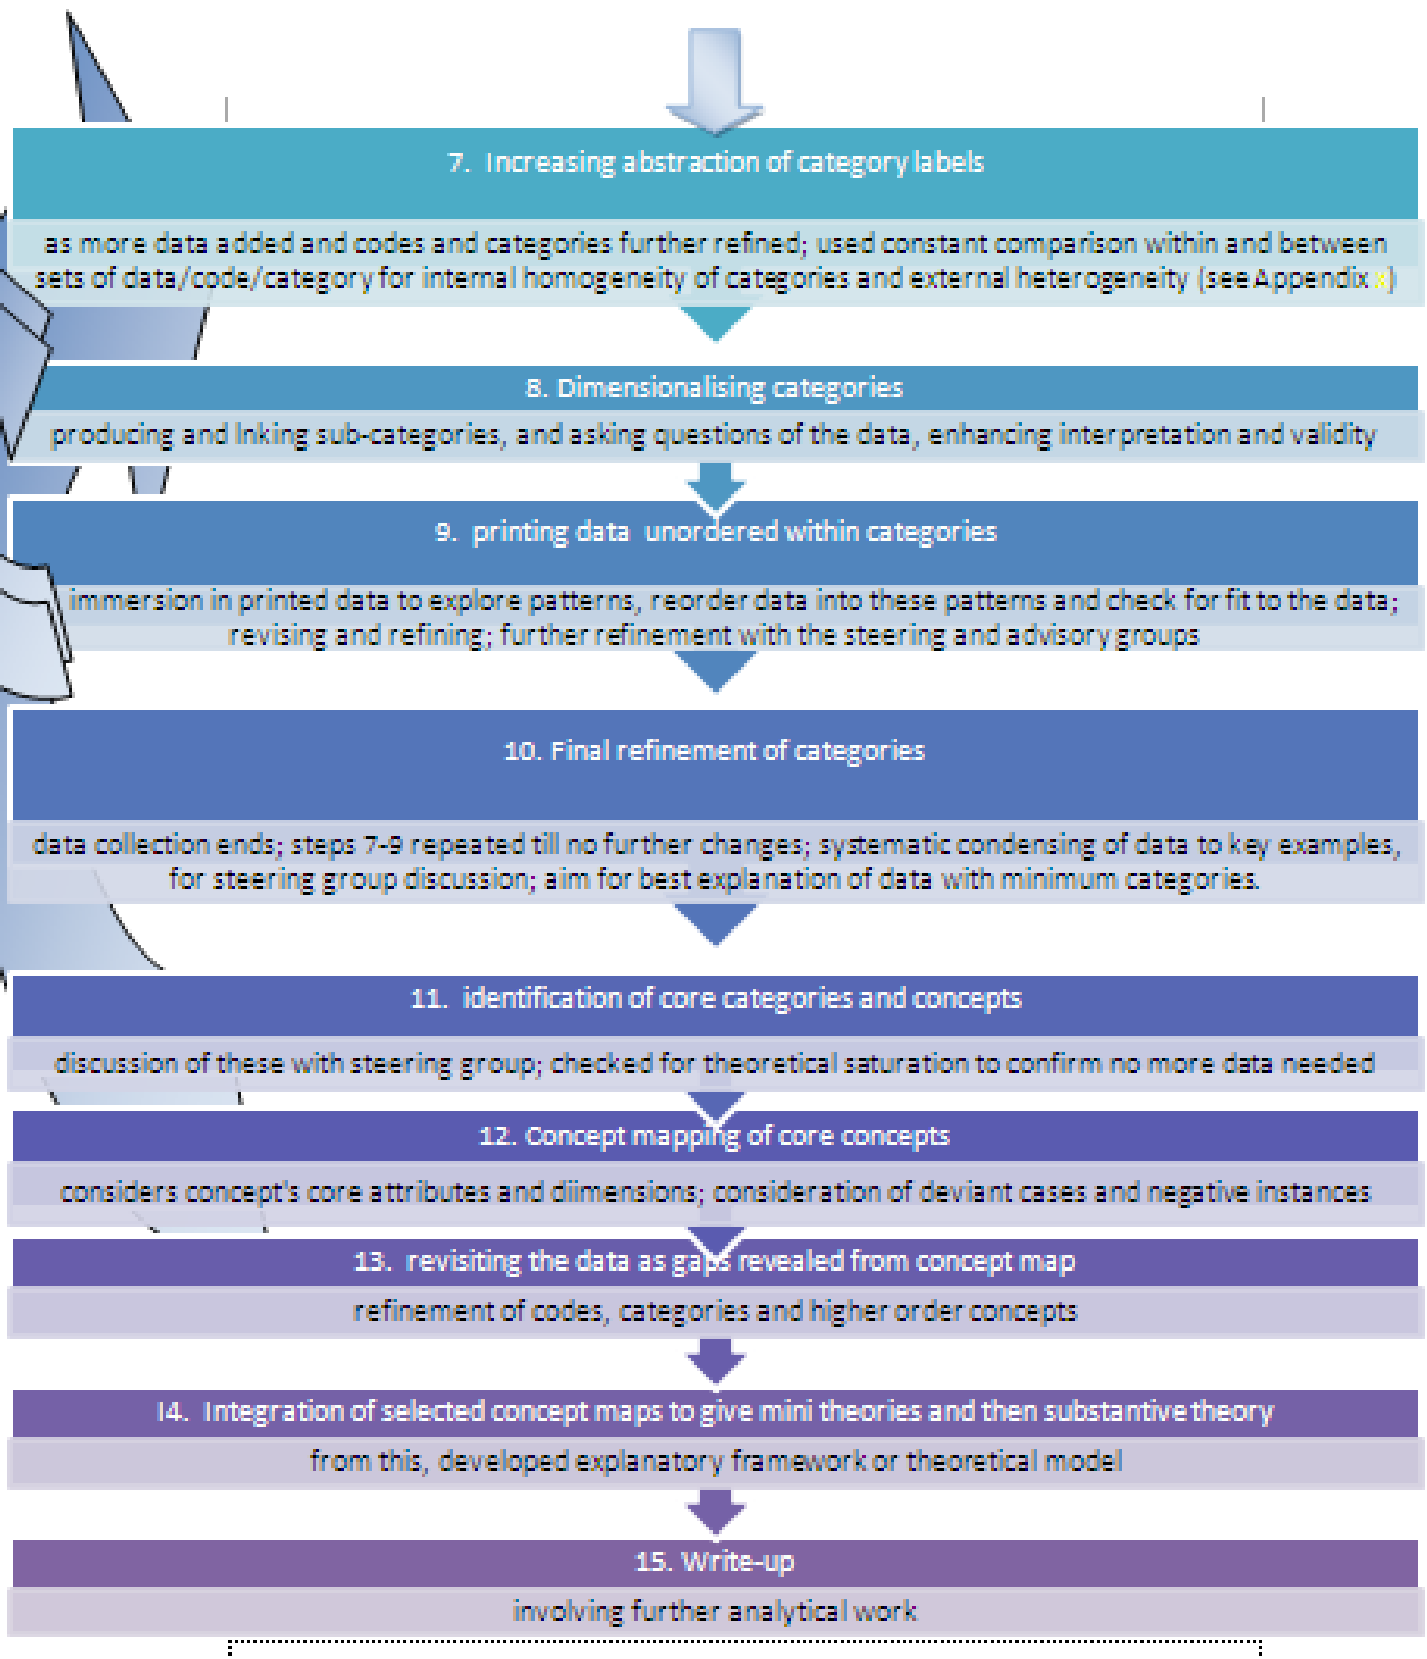 7. Increasing abstraction of category labels
as more data added and codes and categories further refined; used constant comparison within and between
sets of data/code/category for internal homogeneity of categories and external heterogeneity (see Appendix x)
8. Dimensionalising categories
producing and lnking sub-categories, and asking questions of the data, enhancing interpretation and validity
9. printing data unordered within categories
immersion in printed data to explore patterns, reorder data into these patterns and check for fit to the data;
revising and refining; further refinement with the steering and advisory groups
10. Final refinement of categories
data collection ends; steps 7-9 repeated till no further changes; systematic condensing of data to key examples,
for steering group discussion; aim for best explanation of data with minimum categories.
11. identification of core categories and concepts
discussion of these with steering group; checked for theoretical saturation to confirm no more data needed
12. Concept mapping of core concepts
considers concept's core attributes and diimensions; consideration of deviant cases and negative instances
13. revisiting the data as gaps revealed from concept map
refinement of codes, categories and higher order concepts
I4. Integration of selected concept maps to give mini theories and then substantive theory
from this, developed explanatory framework or theoretical model
15. Write-up
involving further analytical work